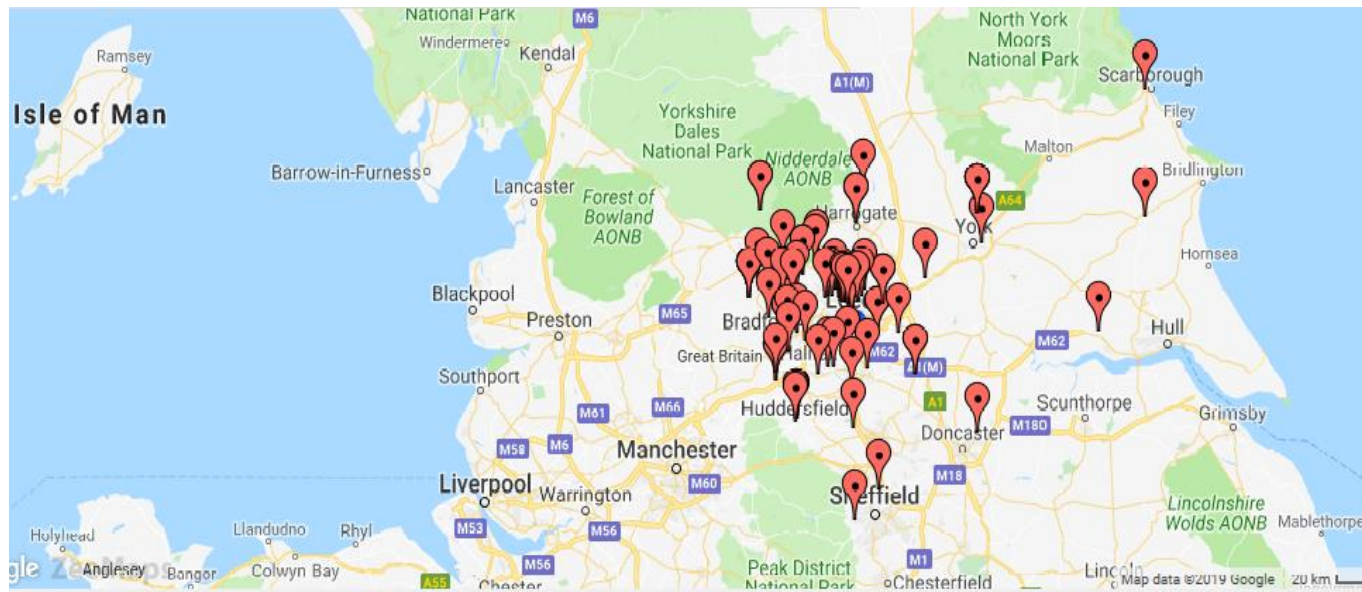 National Park
M6
North York
Moors
National Park
Ramsey
Windermere
Kendal
A1(M)
Scarborough
Isle of Man
Yorkshire
Dales
National Park
Filey
Nidderdale
AONB
Malton
Barrow-in-Furness
Lancaster
Bridlington
Forest of
Bowland
AONB
Harrogate
A64
York
Hornsea
Blackpool
Preston
M65
Hull
M62
Great Britain
M62
Southport
M61
M66
Huddersfield
A1
Scunthorpe
Grimsby
M180
Doncaster
M58
M6
Manchester
M60
M18
Liverpool
Warrington
Sheffield
Lincolnshire
Wolds AONB
Mablethorpe
Holyhead
Llandudno
Rhyl
M53
M56
M56
M1
Anglesey
Bangor
Colwyn Bay
A55
Chester
Peak District
National Park
Chesterfield
Lincoln
Map data ©2019 Google
20 km